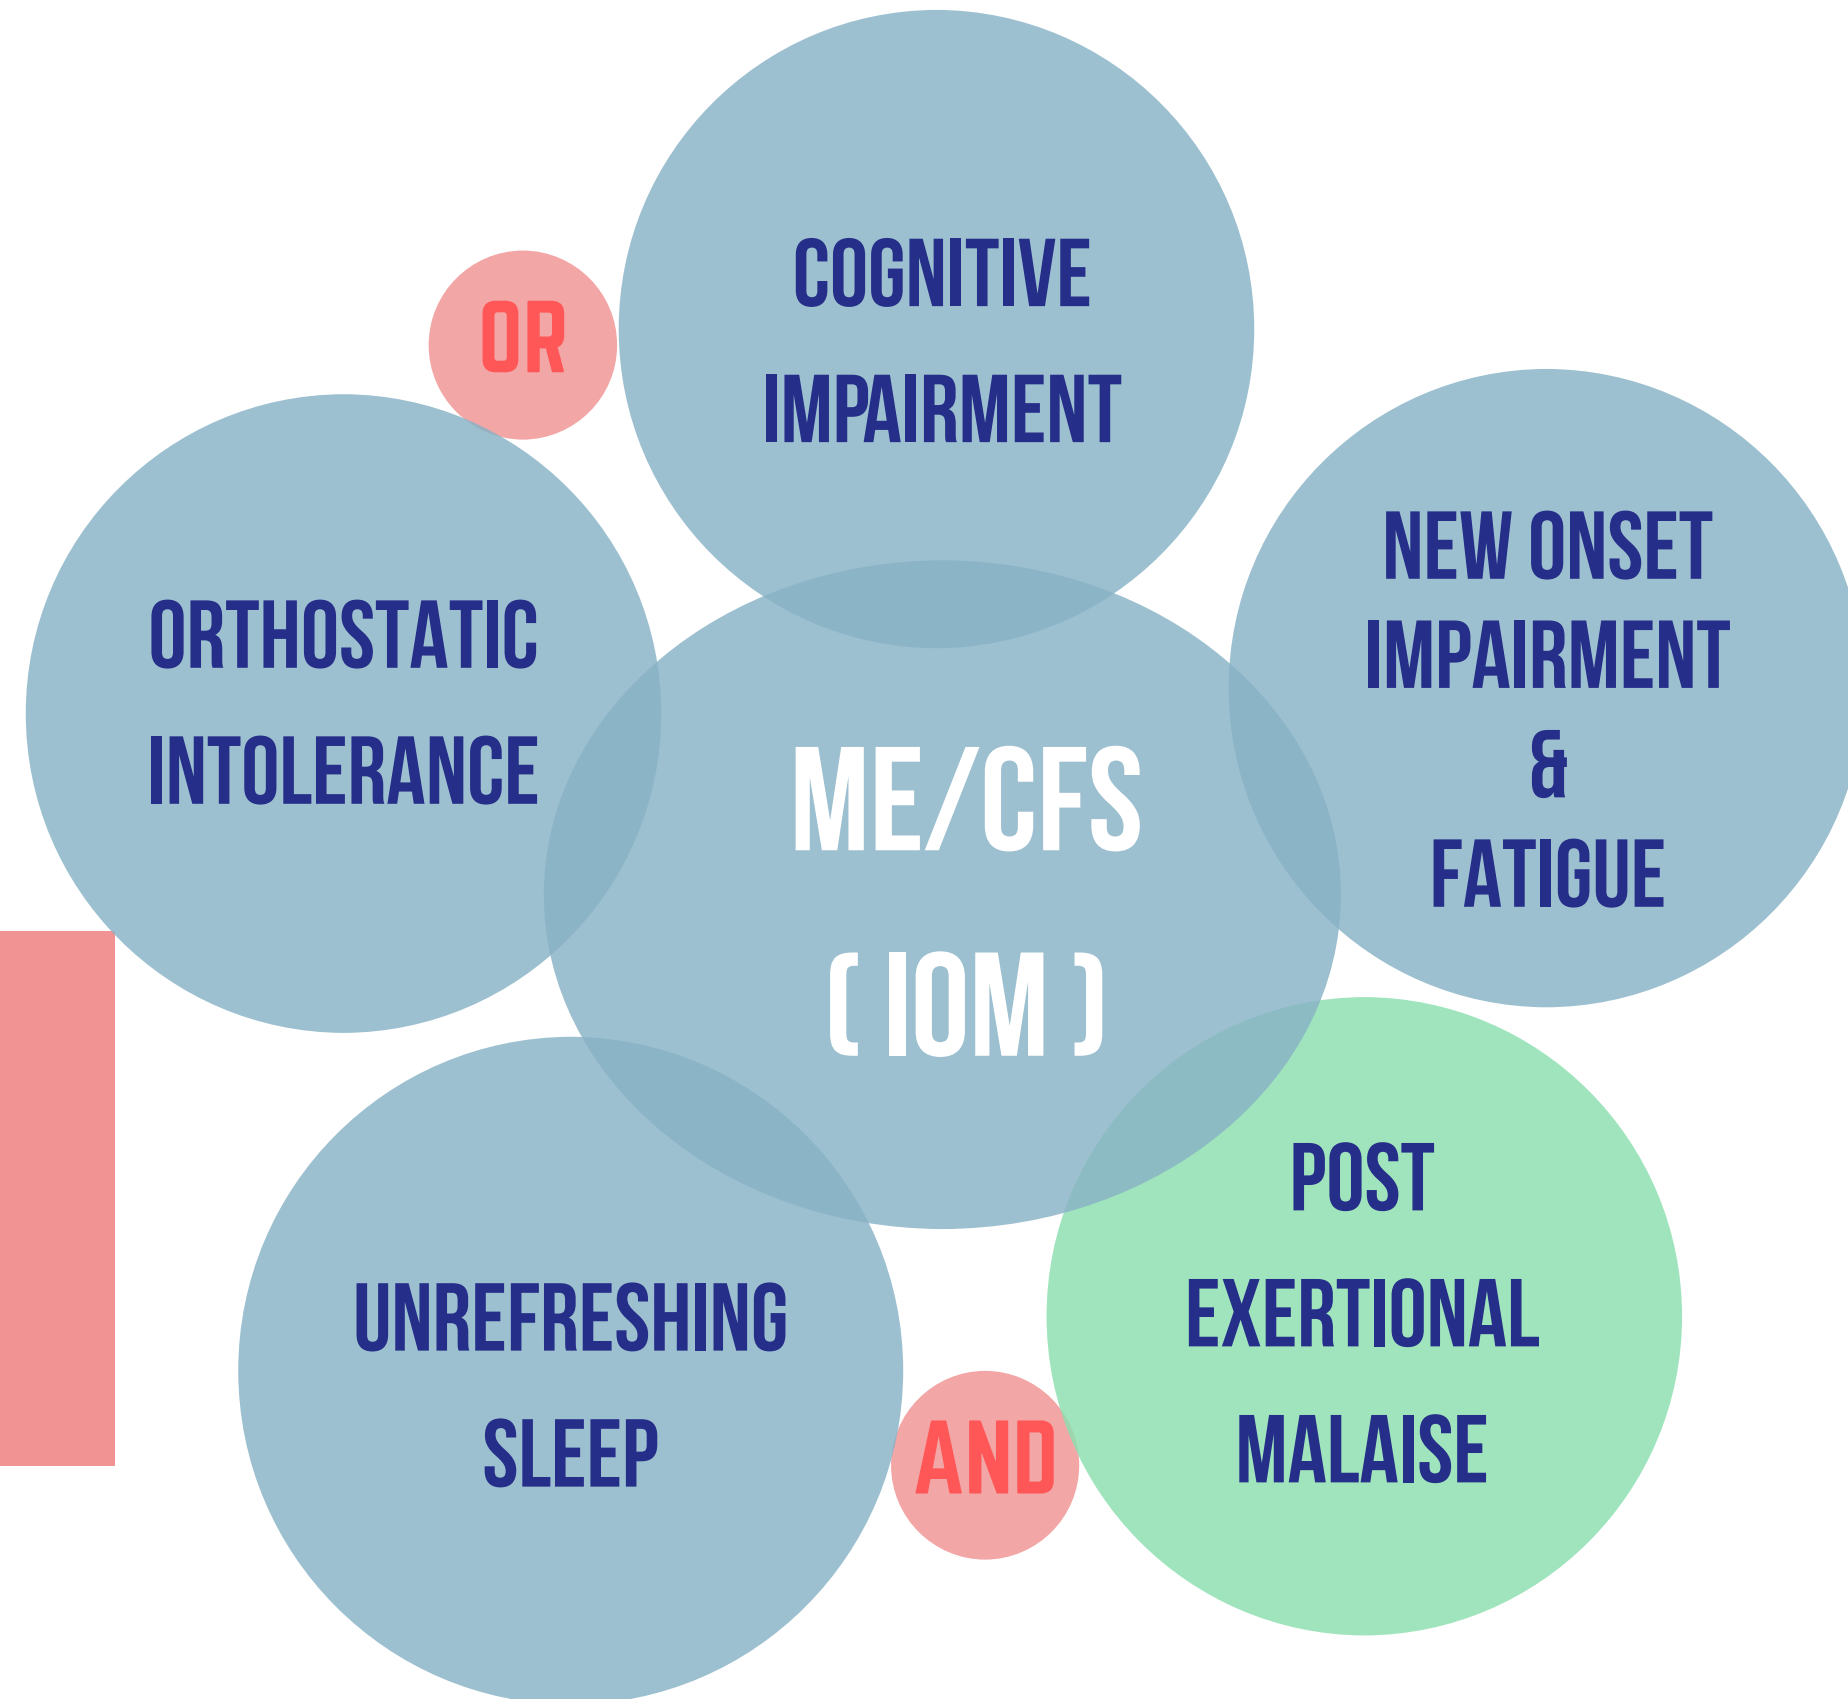 COGNITIVE
IMPAIRMENT
OR
ORTHOSTATIC
INTOLERANCE
NEW ONSET
IMPAIRMENT
&
FATIGUE
ME/CFS
( IOM )
POST
EXERTIONAL
MALAISE
UNREFRESHING
SLEEP
AND